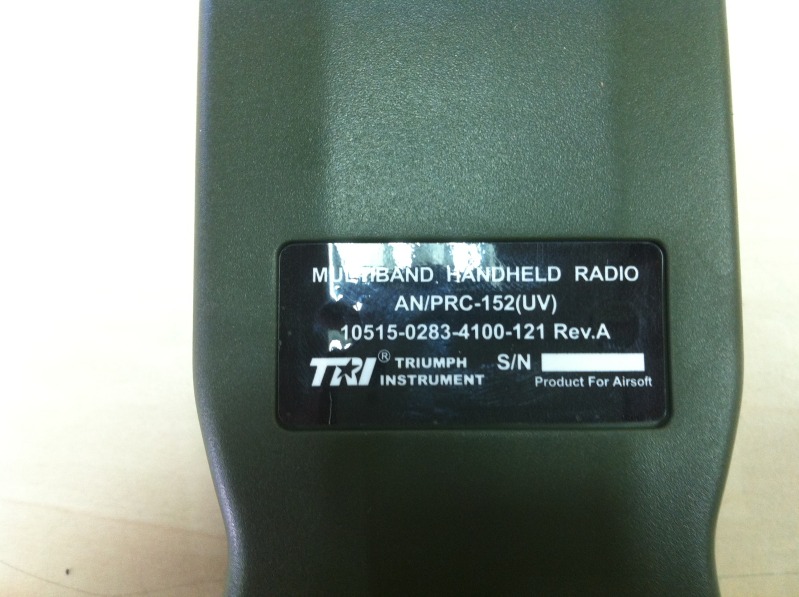 MULTIBAND HANDHELD RADIO
AN/PRC-152(UV)
10515-0283-4100-121 Rev.A
TRI® TRIUMPH INSTRUMENT
S/N
Product For Airsoft